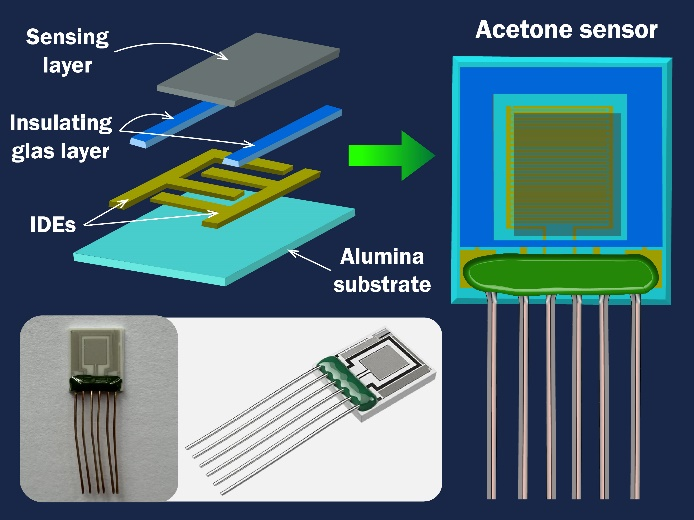 Sensing
layer
Insulating
glas layer
IDEs
Alumina
substrate
Acetone sensor